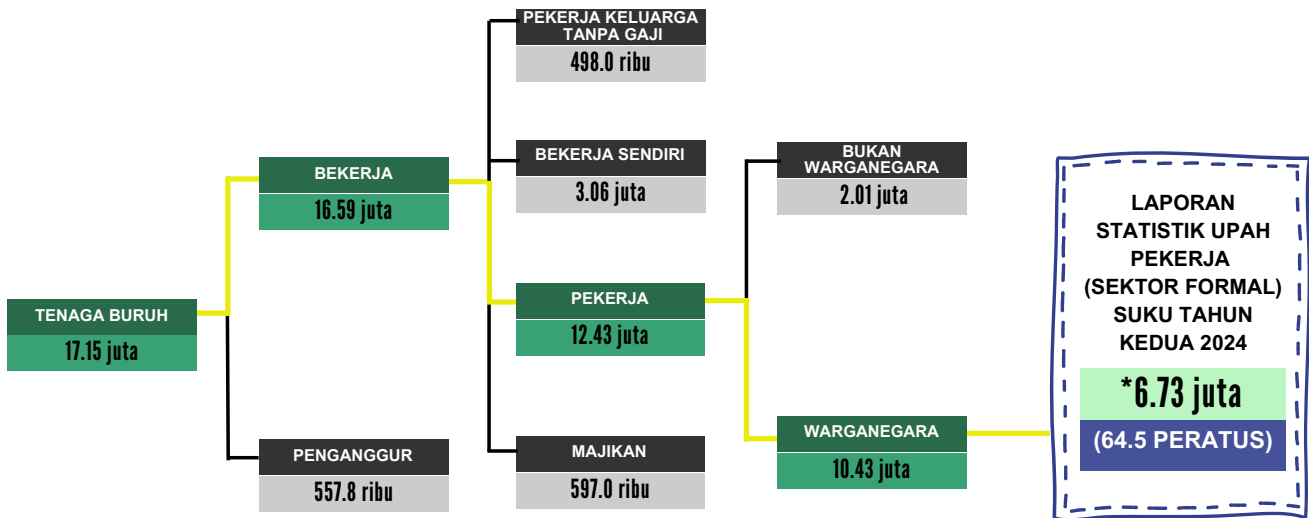 PEKERJA KELUARGA
TANPA GAJI
498.0 ribu
BEKERJA SENDIRI
3.06 juta
BUKAN
WARGANEGARA
2.01 juta
BEKERJA
16.59 juta
LAPORAN
STATISTIK UPAH
PEKERJA
(SEKTOR FORMAL)
SUKU TAHUN
KEDUA 2024
*6.73 juta
(64.5 PERATUS)
TENAGA BURUH
17.15 juta
PEKERJA
12.43 juta
WARGANEGARA
10.43 juta
PENGANGGUR
557.8 ribu
MAJIKAN
597.0 ribu